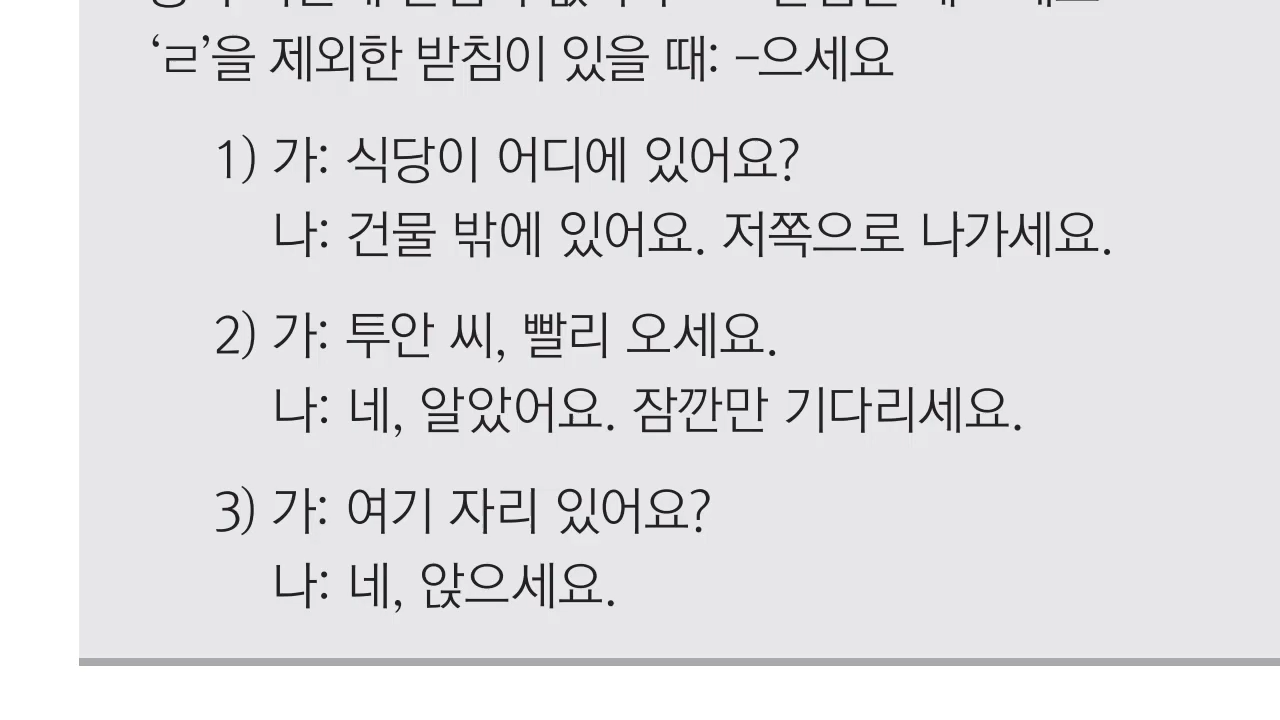 ‘ㄹ’을 제외한 받침이 있을 때: –으세요
1) 가: 식당이 어디에 있어요?
나: 건물 밖에 있어요. 저쪽으로 나가세요.
2) 가: 투안 씨, 빨리 오세요.
나: 네, 알았어요. 잠깐만 기다리세요.
3) 가: 여기 자리 있어요?
나: 네, 앉으세요.